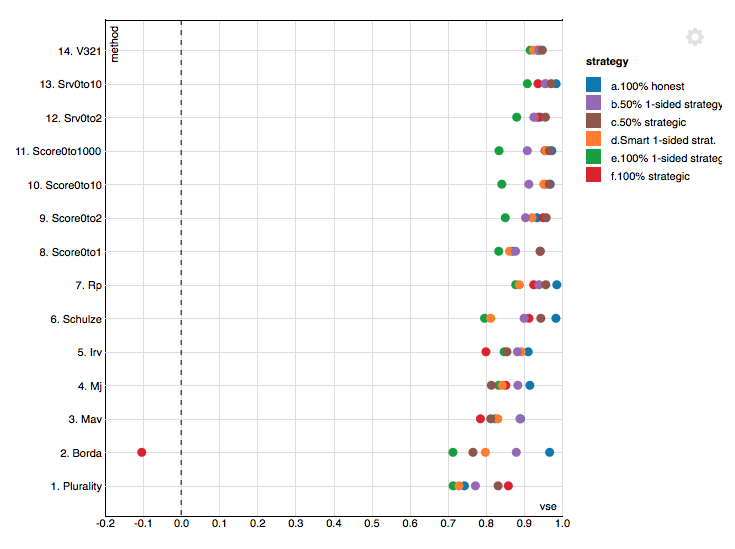 method
14. V321
13. Srv0to10
12. Srv0to2
11. Score0to1000
10. Score0to10
9. Score0to2
8. Score0to1
7. Rp
6. Schulze
5. Irv
4. Mj
3. Mav
2. Borda
1. Plurality
vse
-0.2 -0.1 0.0 0.1 0.2 0.3 0.4 0.5 0.6 0.7 0.8 0.9 1.0
strategy
a.100% honest
b.50% 1-sided strategy
c.50% strategic
d.Smart 1-sided strat.
e.100% 1-sided strateg
f.100% strategic